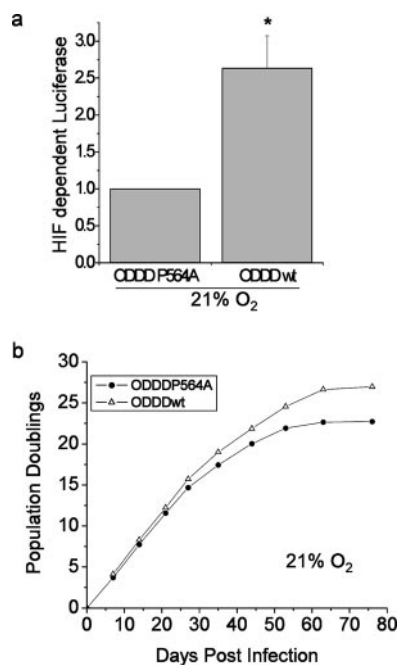 a
*
HIF dependent Luciferase
3.0
2.5
2.0
1.5
1.0
0.5
0.0
ODDD P564A ODDD wt
21% O₂
b
Population Doublings
30
25
20
15
10
5
0
ODDDP564A
ODDDwt
21% O₂
0 10 20 30 40 50 60 70 80
Days Post Infection